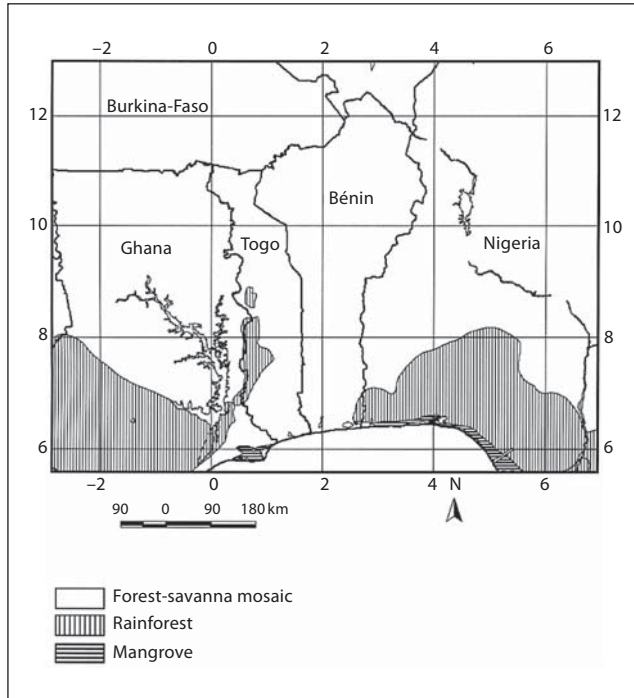 −2 0 2 4 6
12 Burkina-Faso 12
Bénin
10 10
Ghana Togo Nigeria
8 8
6 6
−2 0 2 4 6
N
90 0 90 180 km
Forest-savanna mosaic
Rainforest
Mangrove